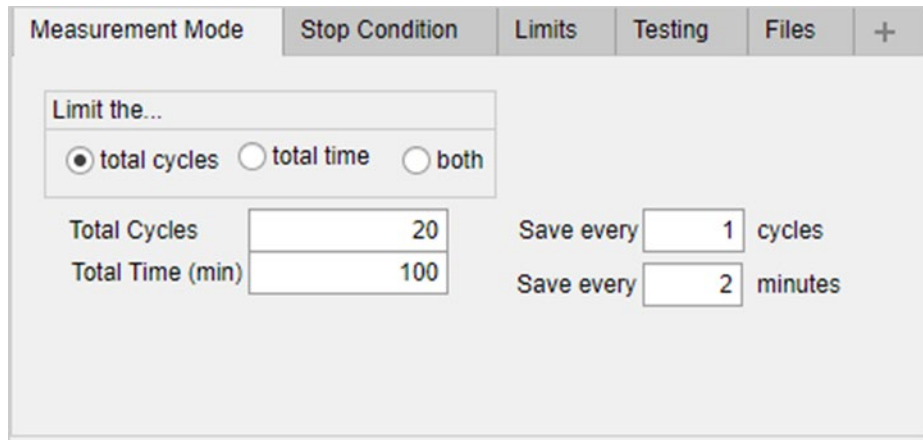 Measurement Mode Stop Condition Limits Testing Files +
Limit the...
total cycles total time both
Total Cycles 20 Save every 1 cycles
Total Time (min) 100 Save every 2 minutes